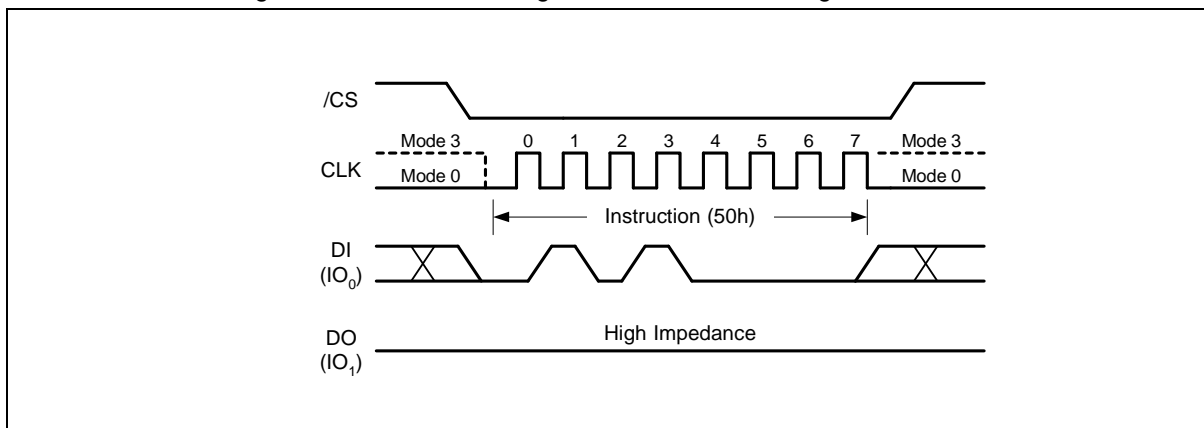 /CS
Mode 3 0 1 2 3 4 5 6 7 Mode 3
CLK
Mode 0 Mode 0
Instruction (50h)
DI
(IO0)
High Impedance
DO
(IO1)